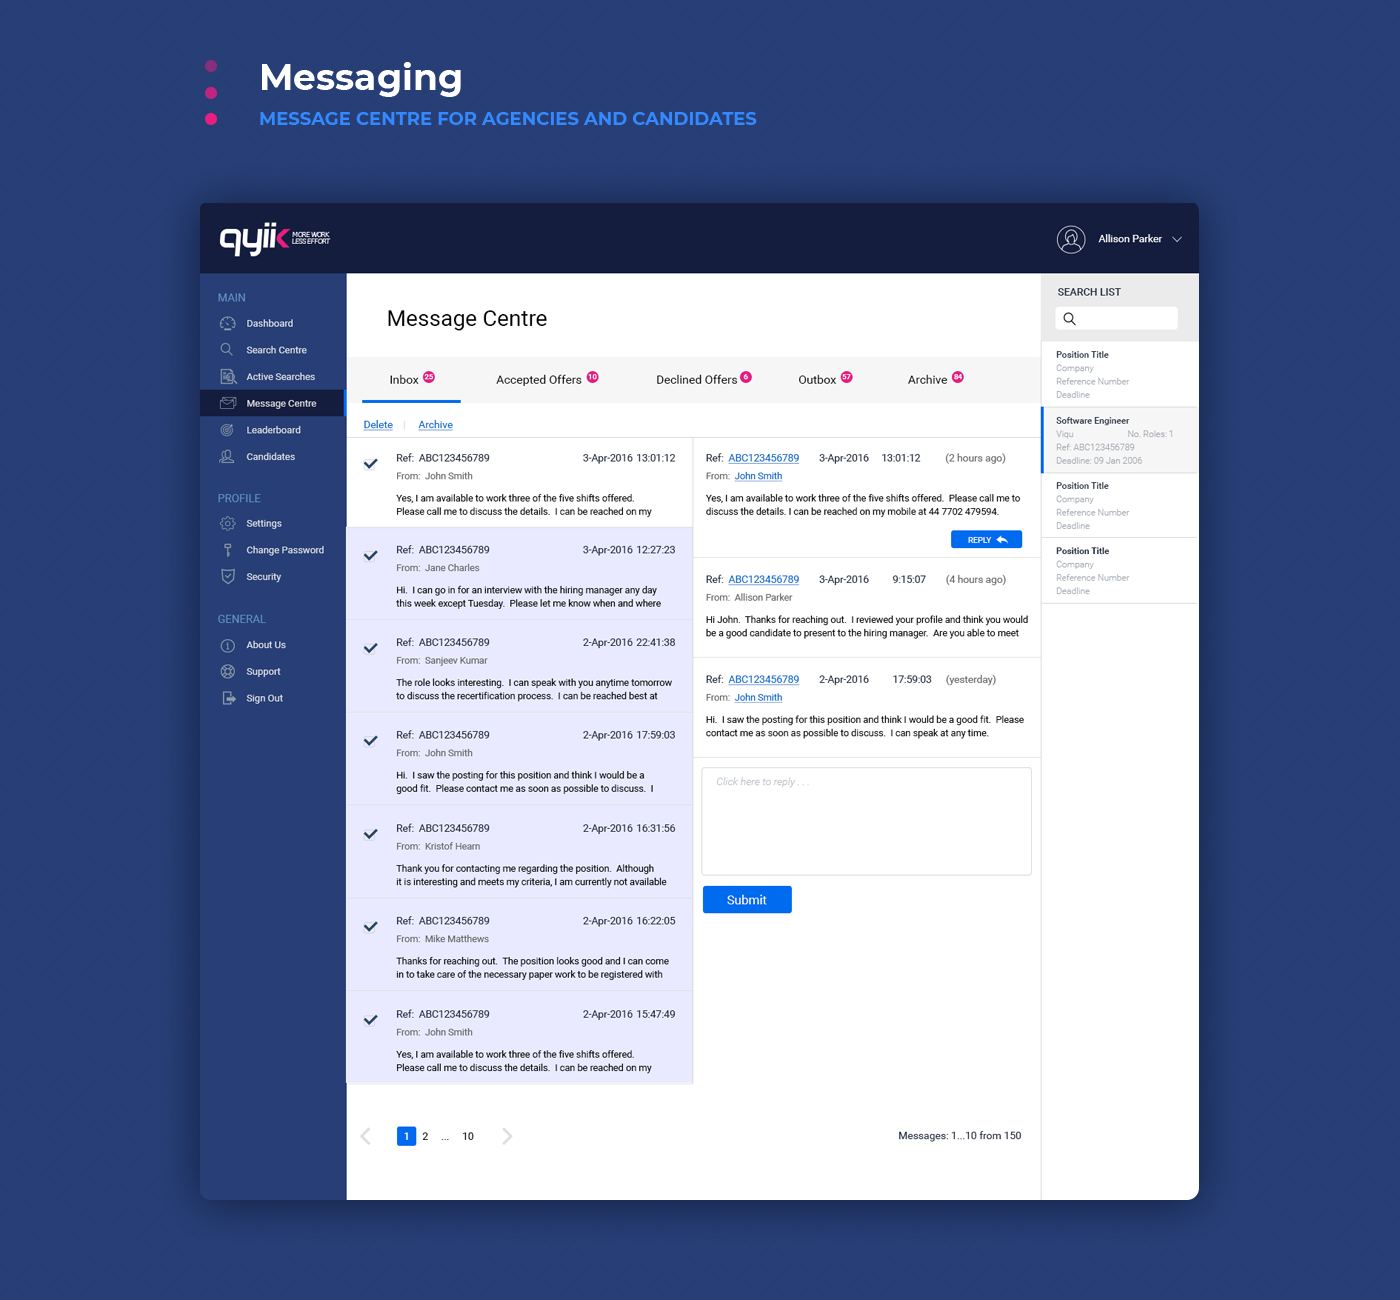 Messaging
MESSAGE CENTRE FOR AGENCIES AND CANDIDATES
qyiik MORE WORK
LESS EFFORT
Allison Parker
MAIN
Dashboard
Search Centre
Active Searches
Message Centre
Leaderboard
Candidates
PROFILE
Settings
Change Password
Security
GENERAL
About Us
Support
Sign Out
Message Centre
Inbox 25 Accepted Offers 10 Declined Offers 6 Outbox 57 Archive 84
Delete | Archive
Ref: ABC123456789 3-Apr-2016 13:01:12
From: John Smith
Yes, I am available to work three of the five shifts offered.
Please call me to discuss the details. I can be reached on my
Ref: ABC123456789 3-Apr-2016 12:27:23
From: Jane Charles
Hi. I can go in for an interview with the hiring manager any day
this week except Tuesday. Please let me know when and where
Ref: ABC123456789 2-Apr-2016 22:41:38
From: Sanjeev Kumar
The role looks interesting. I can speak with you anytime tomorrow
to discuss the recertification process. I can be reached best at
Ref: ABC123456789 2-Apr-2016 17:59:03
From: John Smith
Hi. I saw the posting for this position and think I would be a
good fit. Please contact me as soon as possible to discuss. I
Ref: ABC123456789 2-Apr-2016 16:31:56
From: Kristof Hearn
Thank you for contacting me regarding the position. Although
it is interesting and meets my criteria, I am currently not available
Ref: ABC123456789 2-Apr-2016 16:22:05
From: Mike Matthews
Thanks for reaching out. The position looks good and I can come
in to take care of the necessary paper work to be registered with
Ref: ABC123456789 2-Apr-2016 15:47:49
From: John Smith
Yes, I am available to work three of the five shifts offered.
Please call me to discuss the details. I can be reached on my
Ref: ABC123456789 3-Apr-2016 13:01:12 (2 hours ago)
From: John Smith
Yes, I am available to work three of the five shifts offered. Please call me to
discuss the details. I can be reached on my mobile at 44 7702 479594.
REPLY
Ref: ABC123456789 3-Apr-2016 9:15:07 (4 hours ago)
From: Allison Parker
Hi John. Thanks for reaching out. I reviewed your profile and think you would
be a good candidate to present to the hiring manager. Are you able to meet
Ref: ABC123456789 2-Apr-2016 17:59:03 (yesterday)
From: John Smith
Hi. I saw the posting for this position and think I would be a good fit. Please
contact me as soon as possible to discuss. I can speak at any time.
Click here to reply . . .
Submit
1 2 ... 10
Messages: 1...10 from 150
SEARCH LIST
Position Title
Company
Reference Number
Deadline
Software Engineer
Viqu No. Roles: 1
Ref: ABC123456789
Deadline: 09 Jan 2006
Position Title
Company
Reference Number
Deadline
Position Title
Company
Reference Number
Deadline